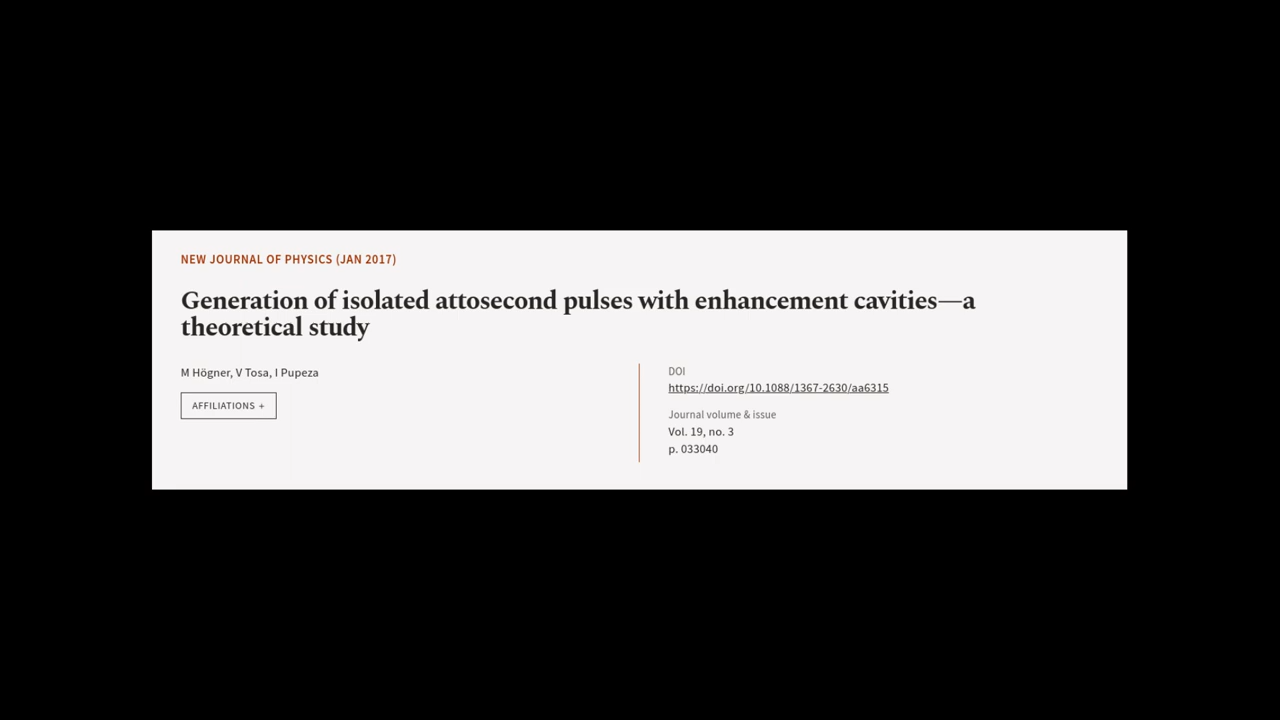 NEW JOURNAL OF PHYSICS (JAN 2017)
Generation of isolated attosecond pulses with enhancement cavities—a
theoretical study
M Högner, V Tosa, I Pupeza
AFFILIATIONS +
DOI
https://doi.org/10.1088/1367-2630/aa6315
Journal volume & issue
Vol. 19, no. 3
p. 033040